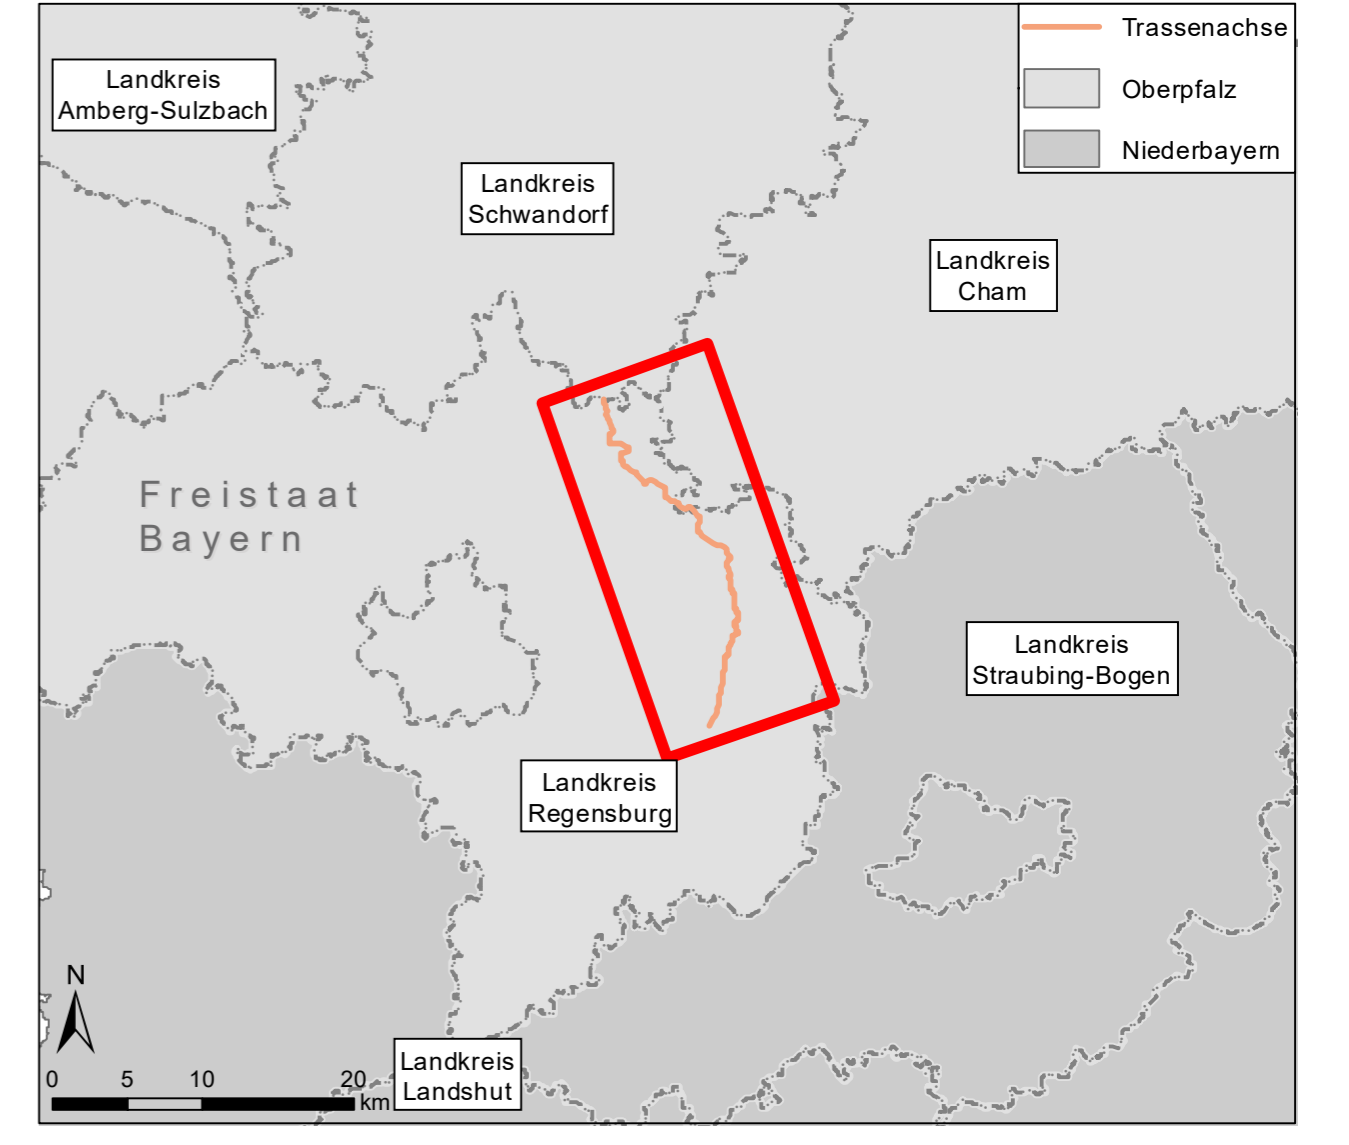 Trassenachse
Oberpfalz
Niederbayern
Landkreis
Amberg-Sulzbach
Landkreis
Schwandorf
Landkreis
Cham
Freistaat
Bayern
Landkreis
Straubing-Bogen
Landkreis
Regensburg
N
Landkreis
Landshut
0 5 10 20
km